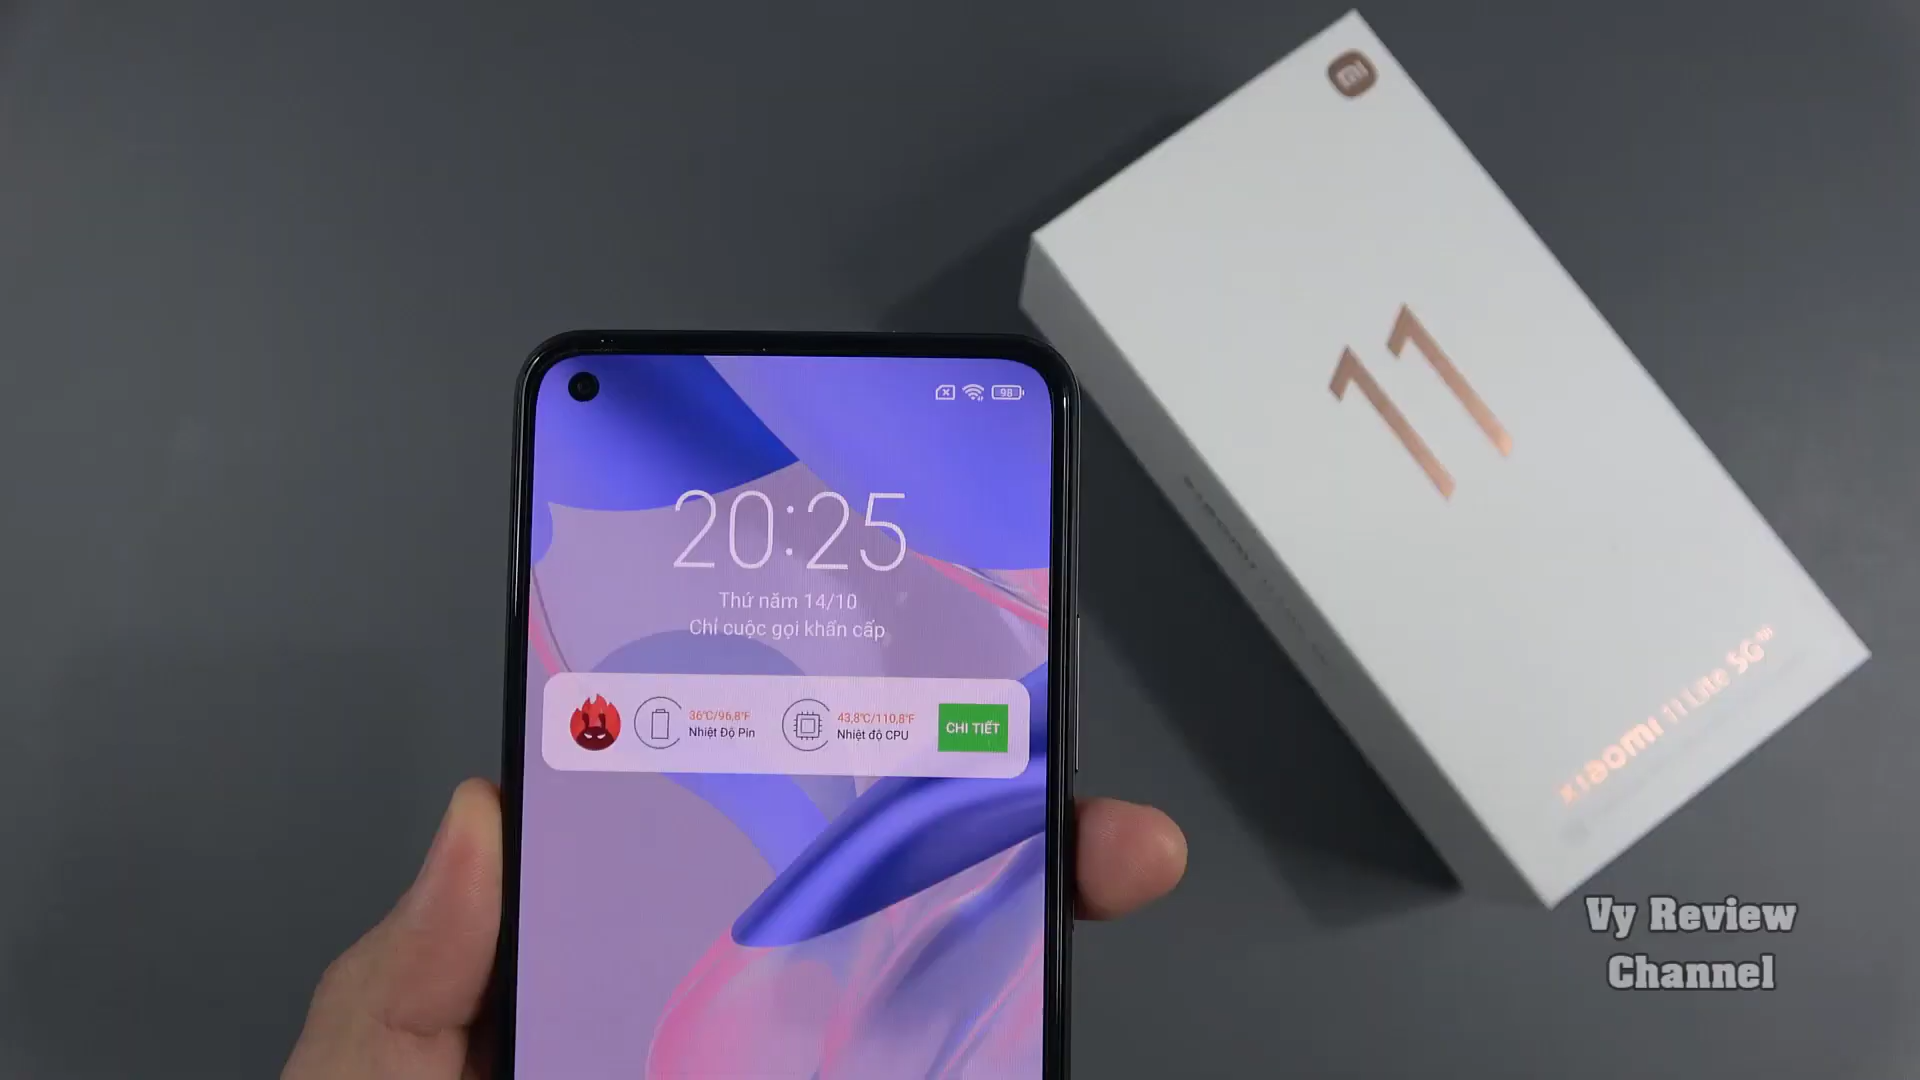 98
20:25
Thứ năm 14/10
Chỉ cuộc gọi khẩn cấp
36°C/96,8°F
Nhiệt Độ Pin
43,8°C/110,8°F
Nhiệt độ CPU
CHI TIẾT
mi
11
Xiaomi 11 Lite 5G
Vy Review
Channel